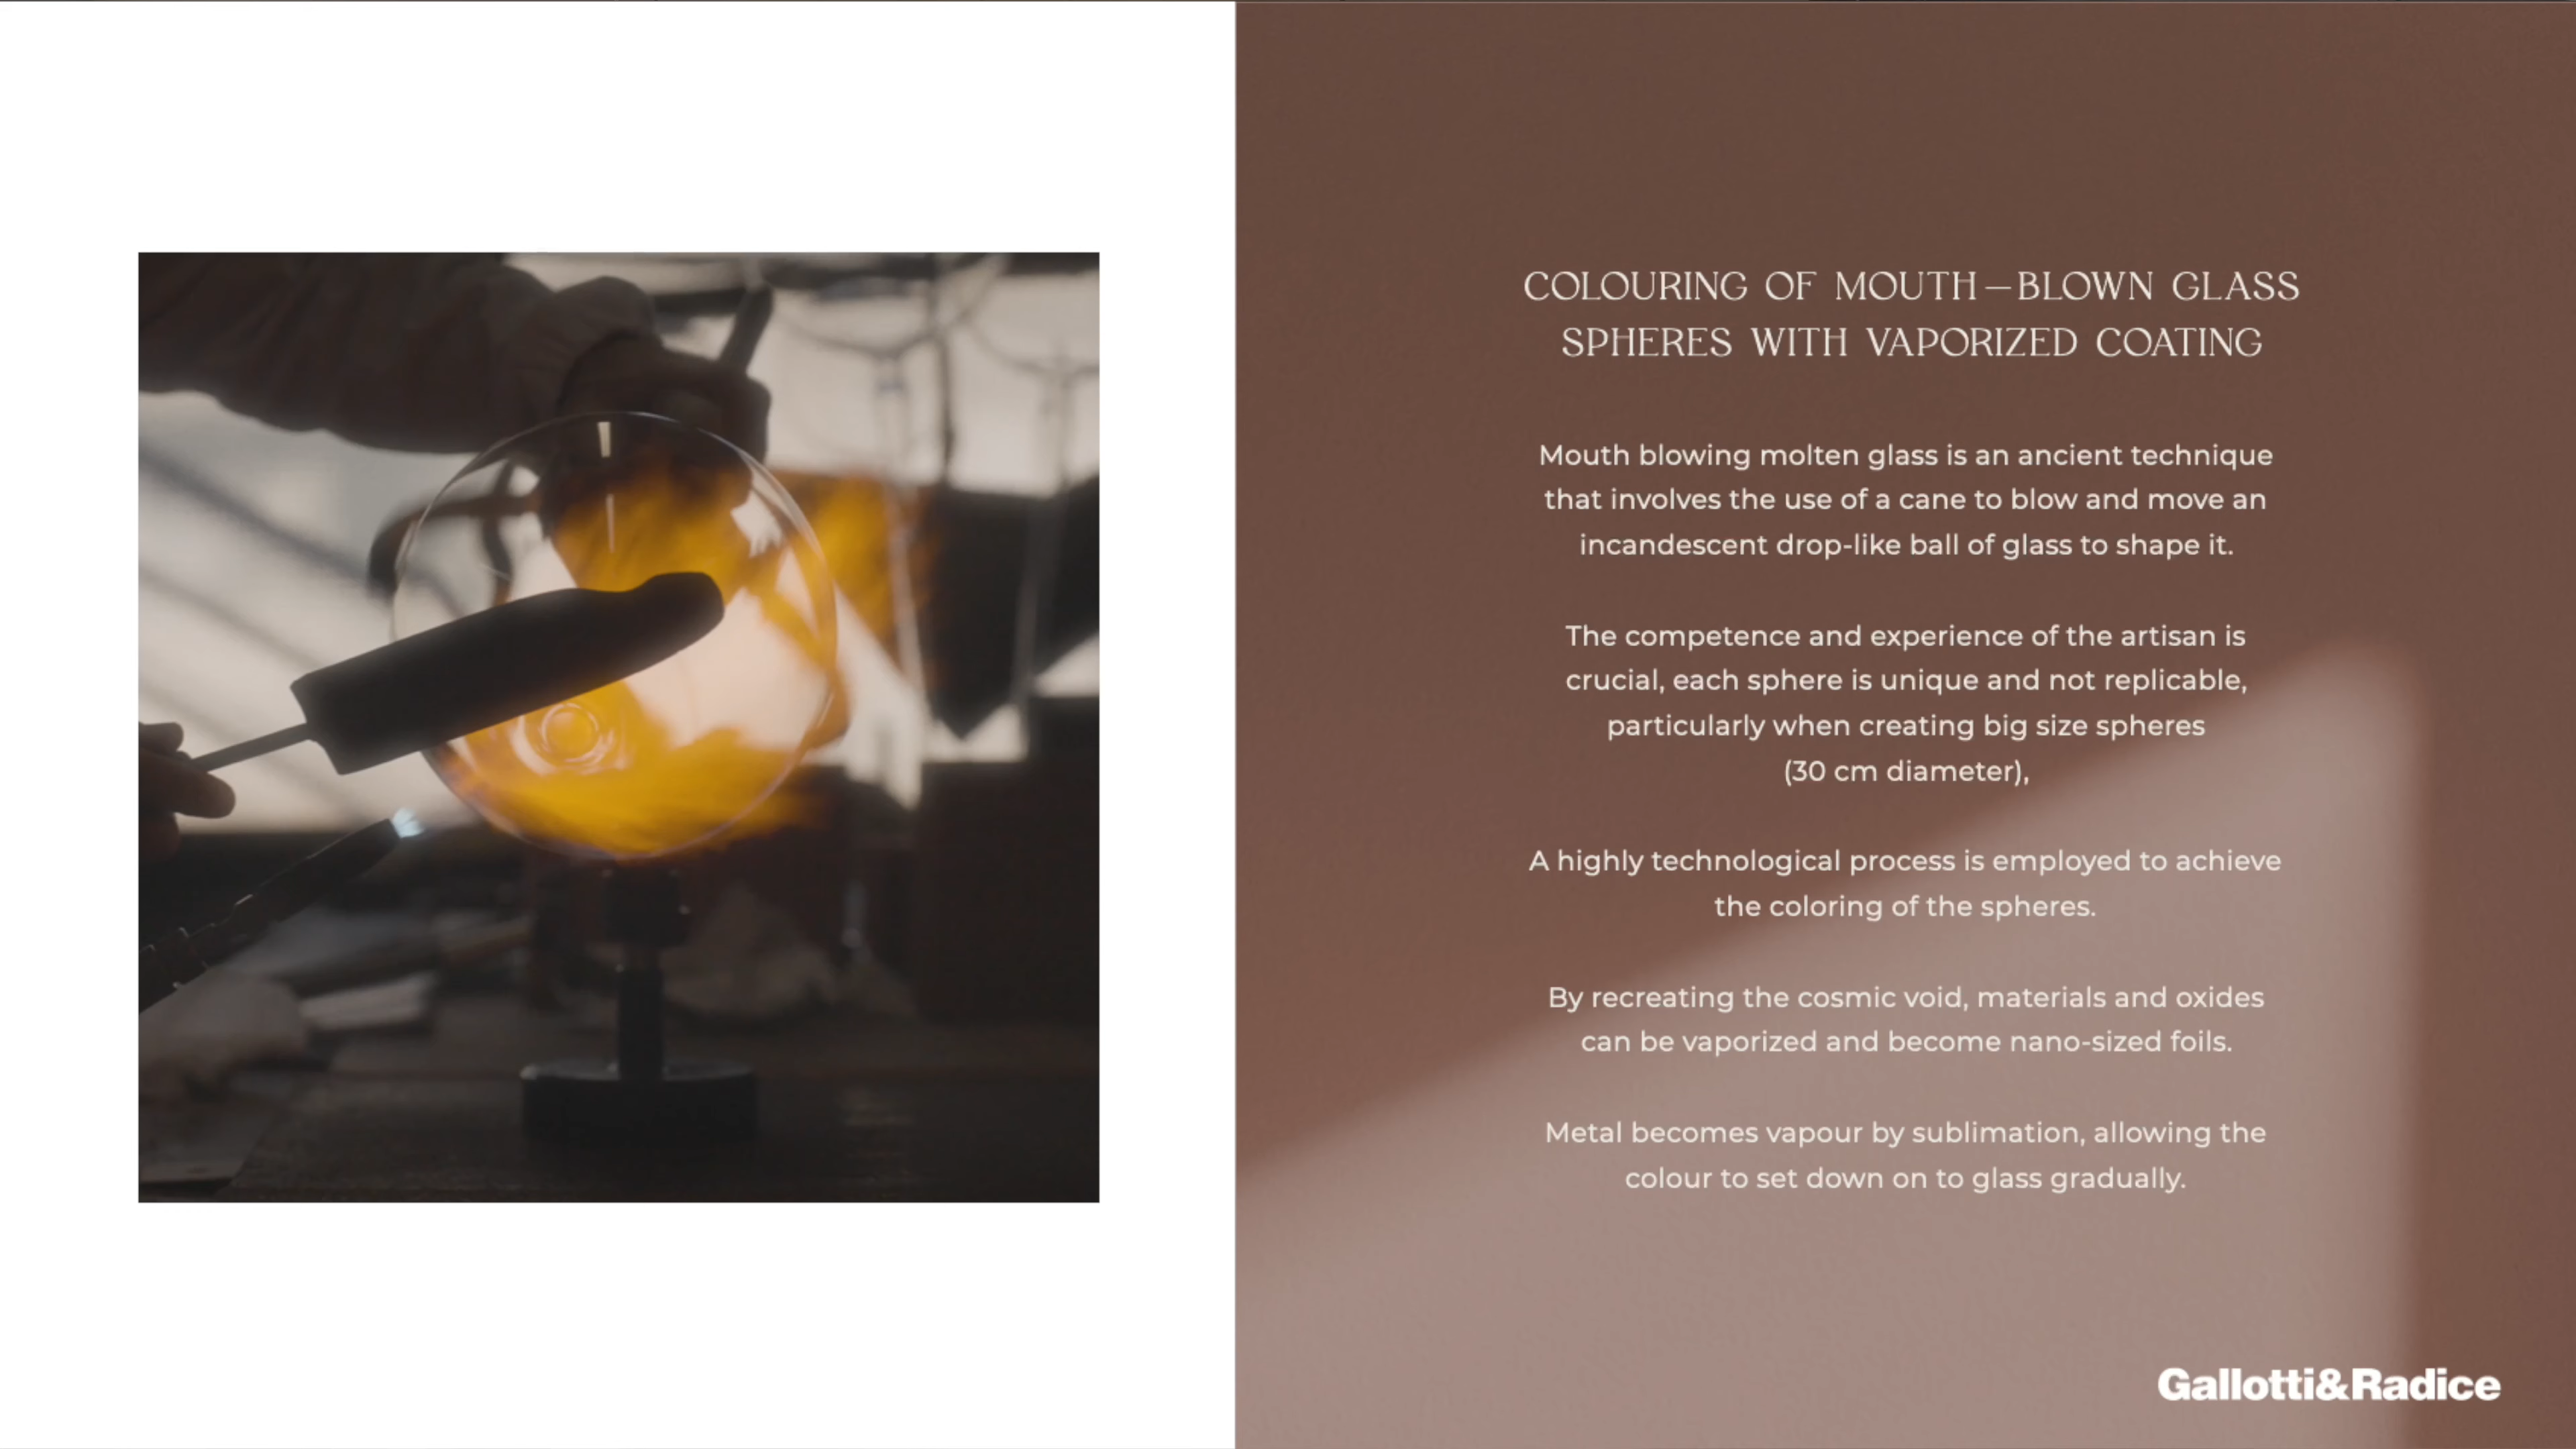 COLOURING OF MOUTH—BLOWN GLASS
SPHERES WITH VAPORIZED COATING
Mouth blowing molten glass is an ancient technique
that involves the use of a cane to blow and move an
incandescent drop-like ball of glass to shape it.
The competence and experience of the artisan is
crucial, each sphere is unique and not replicable,
particularly when creating big size spheres
(30 cm diameter),
A highly technological process is employed to achieve
the coloring of the spheres.
By recreating the cosmic void, materials and oxides
can be vaporized and become nano-sized foils.
Metal becomes vapour by sublimation, allowing the
colour to set down on to glass gradually.
Gallotti&Radice